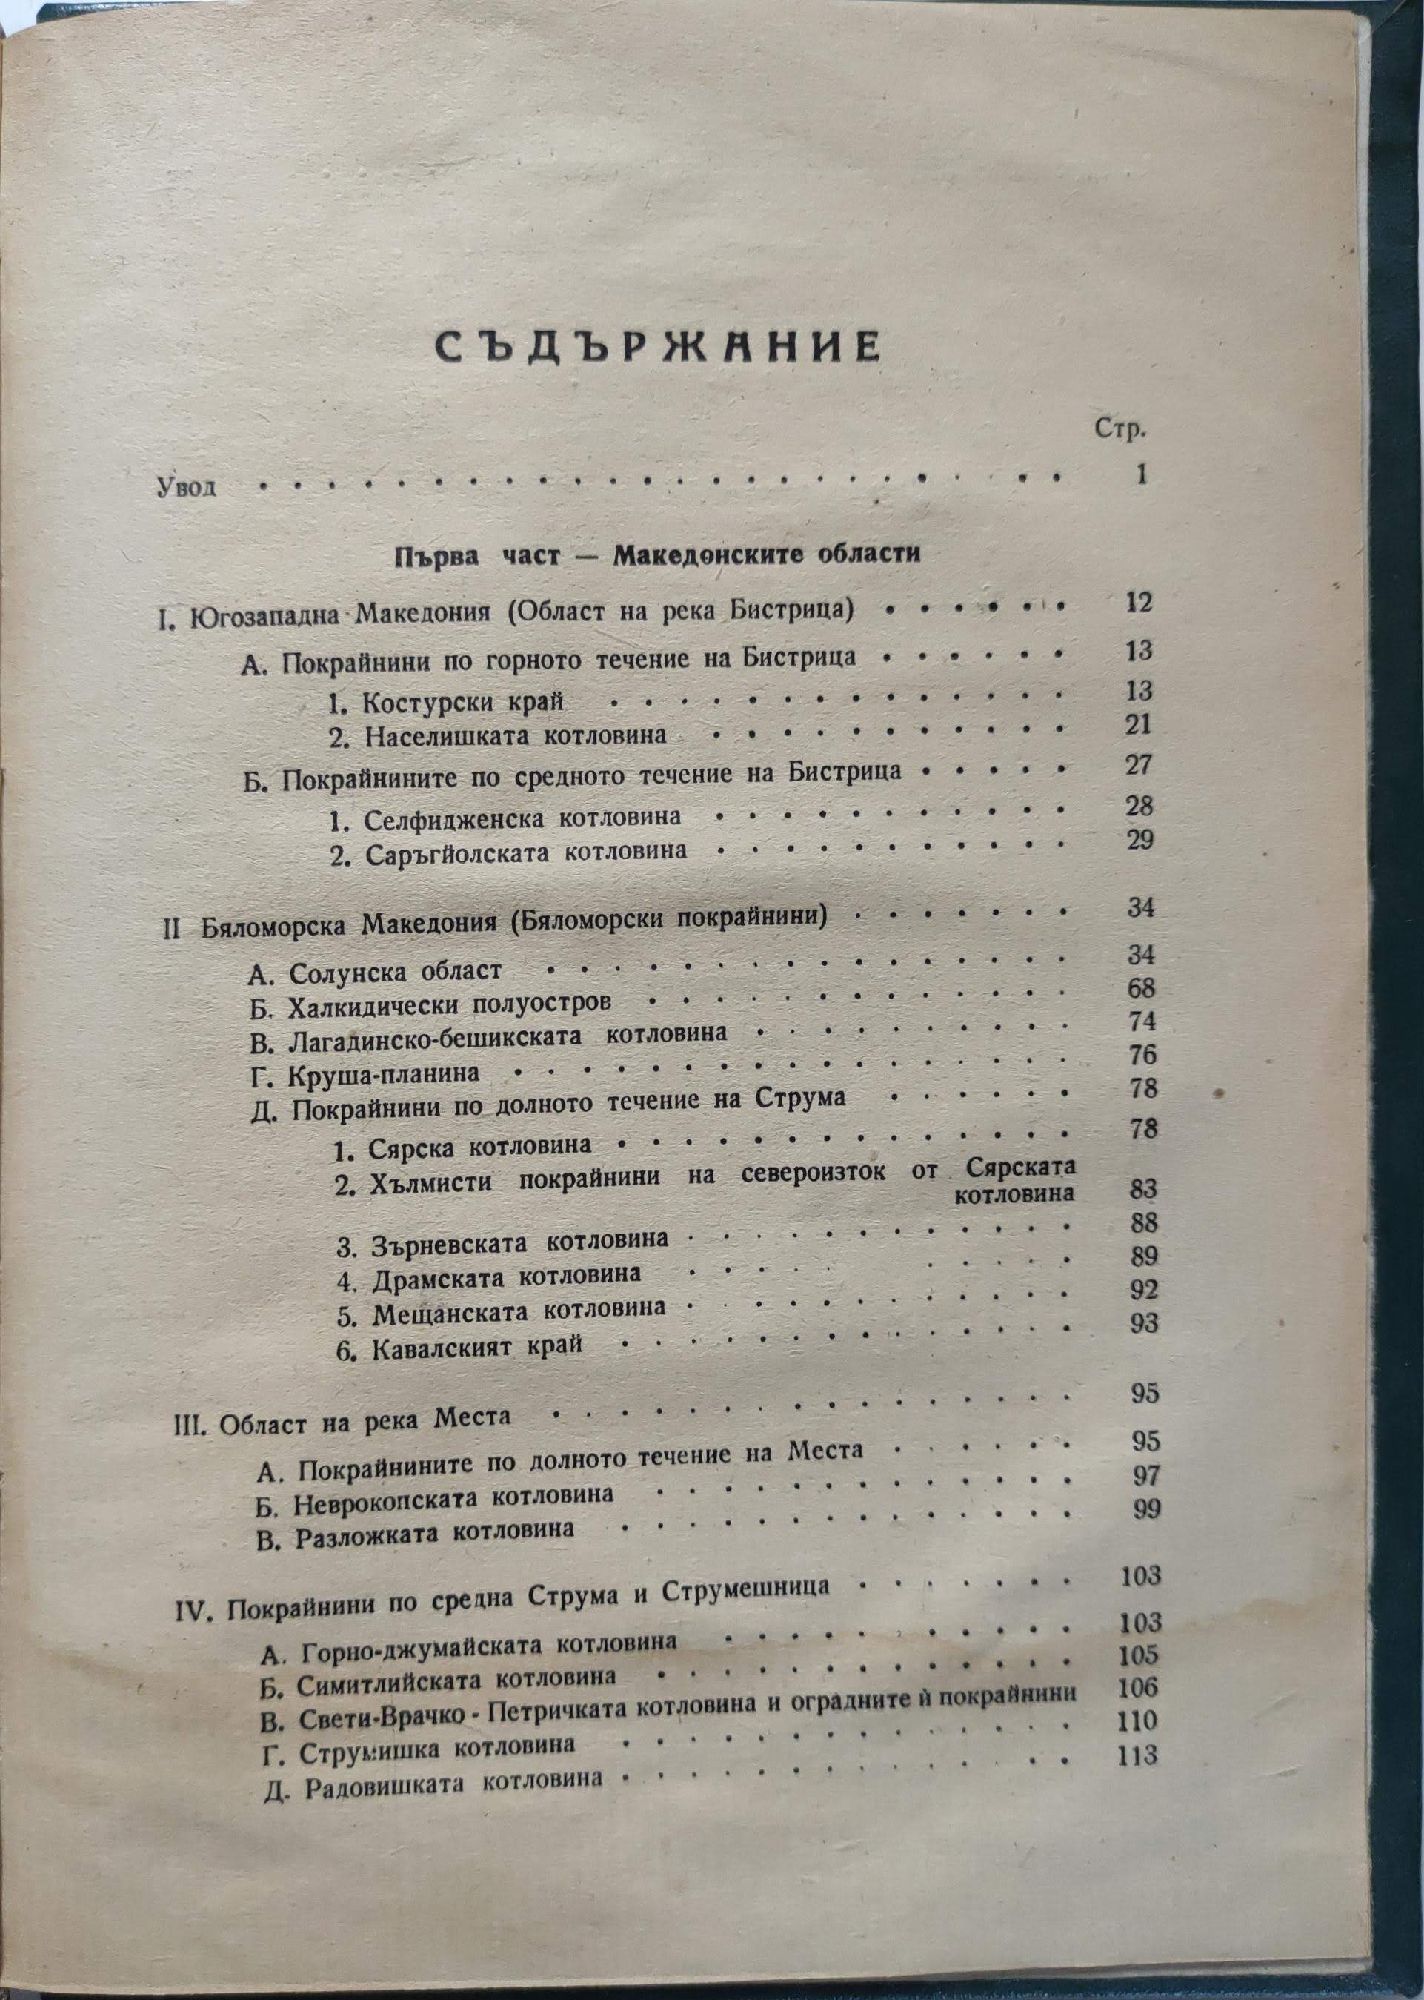 СЪДЪРЖАНИЕ
Стр.
Увод . . . . . . . . . . . . . . . . . . . . . . . 1
Първа част — Македонските области
I. Югозападна Македония (Област на река Бистрица) . . . . . . 12
А. Покрайнини по горното течение на Бистрица . . . . . . 13
1. Костурски край . . . . . . . . . . . . . . 13
2. Населишката котловина . . . . . . . . . . . 21
Б. Покрайнините по средното течение на Бистрица . . . . . 27
1. Селфидженска котловина . . . . . . . . . . . 28
2. Саръгйолската котловина . . . . . . . . . . . 29
II Бяломорска Македония (Бяломорски покрайнини) . . . . . . . 34
А. Солунска област . . . . . . . . . . . . . . . . 34
Б. Халкидически полуостров . . . . . . . . . . . . . 68
В. Лагадинско-бешикската котловина . . . . . . . . . . 74
Г. Круша-планина . . . . . . . . . . . . . . . . . 76
Д. Покрайнини по долното течение на Струма . . . . . . 78
1. Сярска котловина . . . . . . . . . . . . . . 78
2. Хълмисти покрайнини на североизток от Сярската
котловина 83
3. Зърневската котловина . . . . . . . . . . . . 88
4. Драмската котловина . . . . . . . . . . 89
5. Мещанската котловина . . . . . . . . . . . 92
6. Кавалският край . . . . . . . . . . . . . . 93
III. Област на река Места . . . . . . . . . . . . . . . . 95
А. Покрайнините по долното течение на Места . . . . . . 95
Б. Неврокопската котловина . . . . . . . . . . . . . 97
В. Разложката котловина . . . . . . . . . . . . . . 99
IV. Покрайнини по средна Струма и Струмешница . . . . . . . 103
А. Горно-джумайската котловина . . . . . . . . . . . 103
Б. Симитлийската котловина . . . . . . . . . . . . . 105
В. Свети-Врачко - Петричката котловина и оградните ѝ покрайнини 106
Г. Струмишка котловина . . . . . . . . . . . . . . 110
Д. Радовишката котловина . . . . . . . . . . . . . 113